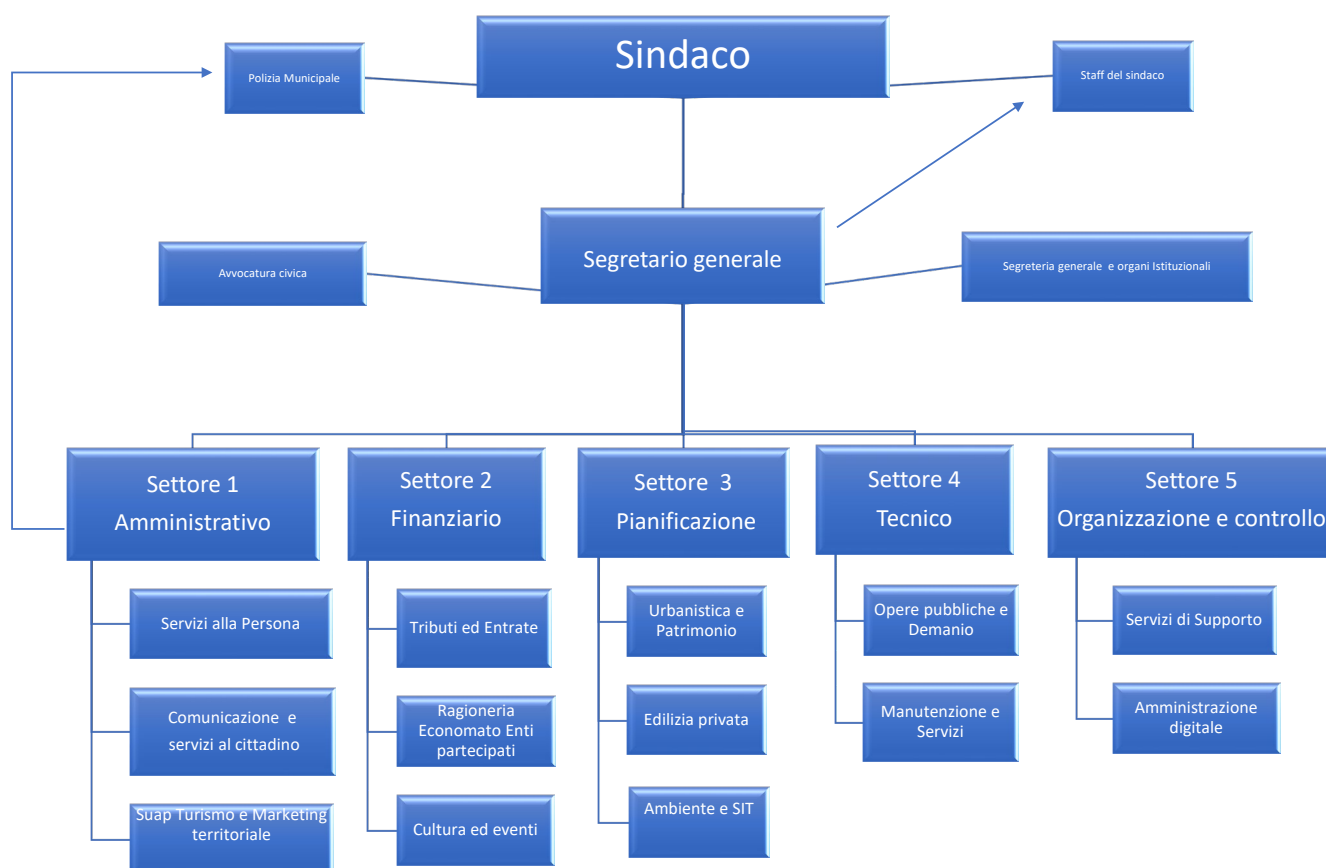 Sindaco
Polizia Municipale
Staff del sindaco
Segretario generale
Avvocatura civica
Segreteria generale e organi Istituzionali
Settore 1
Amministrativo
Settore 2
Finanziario
Settore 3
Pianificazione
Settore 4
Tecnico
Settore 5
Organizzazione e controllo
Servizi alla Persona
Comunicazione e
servizi al cittadino
Suap Turismo e Marketing
territoriale
Tributi ed Entrate
Ragioneria
Economato Enti
partecipati
Cultura ed eventi
Urbanistica e
Patrimonio
Edilizia privata
Ambiente e SIT
Opere pubbliche e
Demanio
Manutenzione e
Servizi
Servizi di Supporto
Amministrazione
digitale